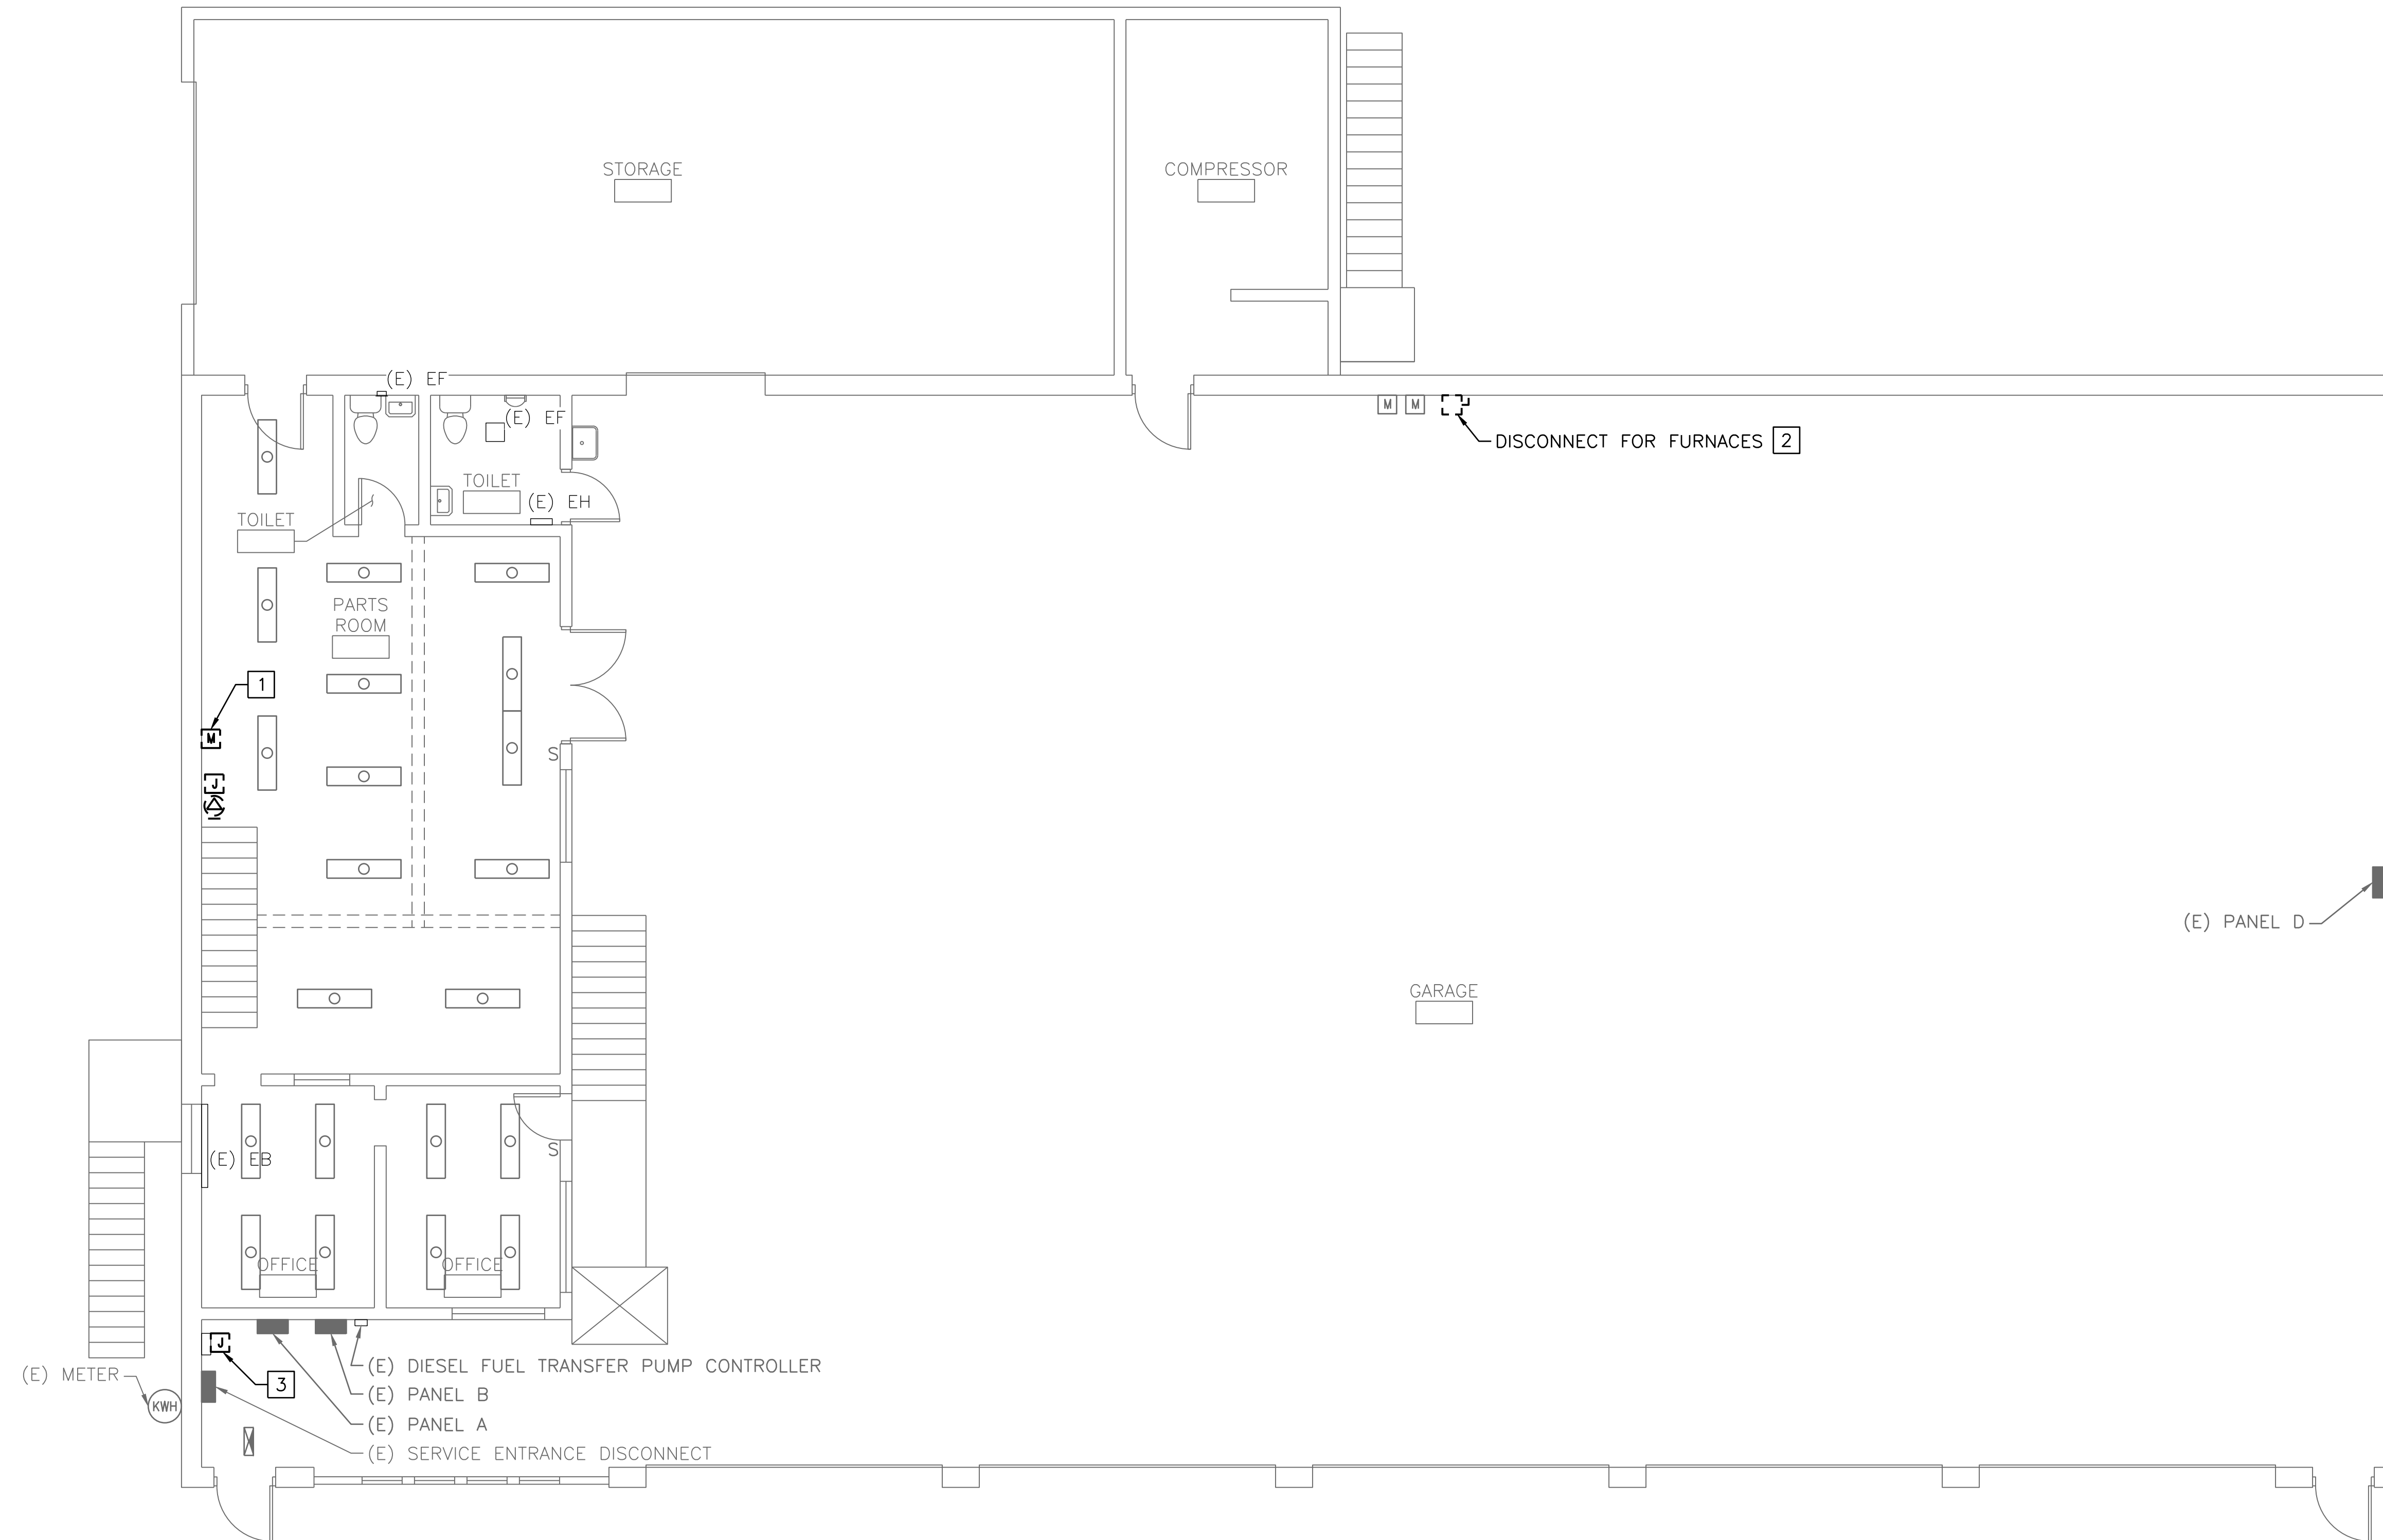 STORAGE
COMPRESSOR
(E) EF
(E) EF
M
M
DISCONNECT FOR FURNACES 2
TOILET
(E) EH
TOILET
PARTS
ROOM
1
M
S
J
(E) PANEL D
GARAGE
S
(E) EB
OFFICE
OFFICE
J
(E) DIESEL FUEL TRANSFER PUMP CONTROLLER
(E) METER
3
(E) PANEL B
KWH
(E) PANEL A
(E) SERVICE ENTRANCE DISCONNECT